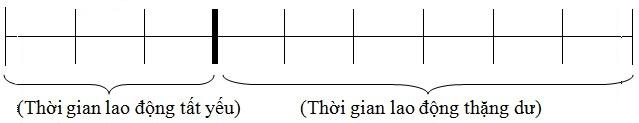 (Thời gian lao động tất yếu) (Thời gian lao động thặng dư)